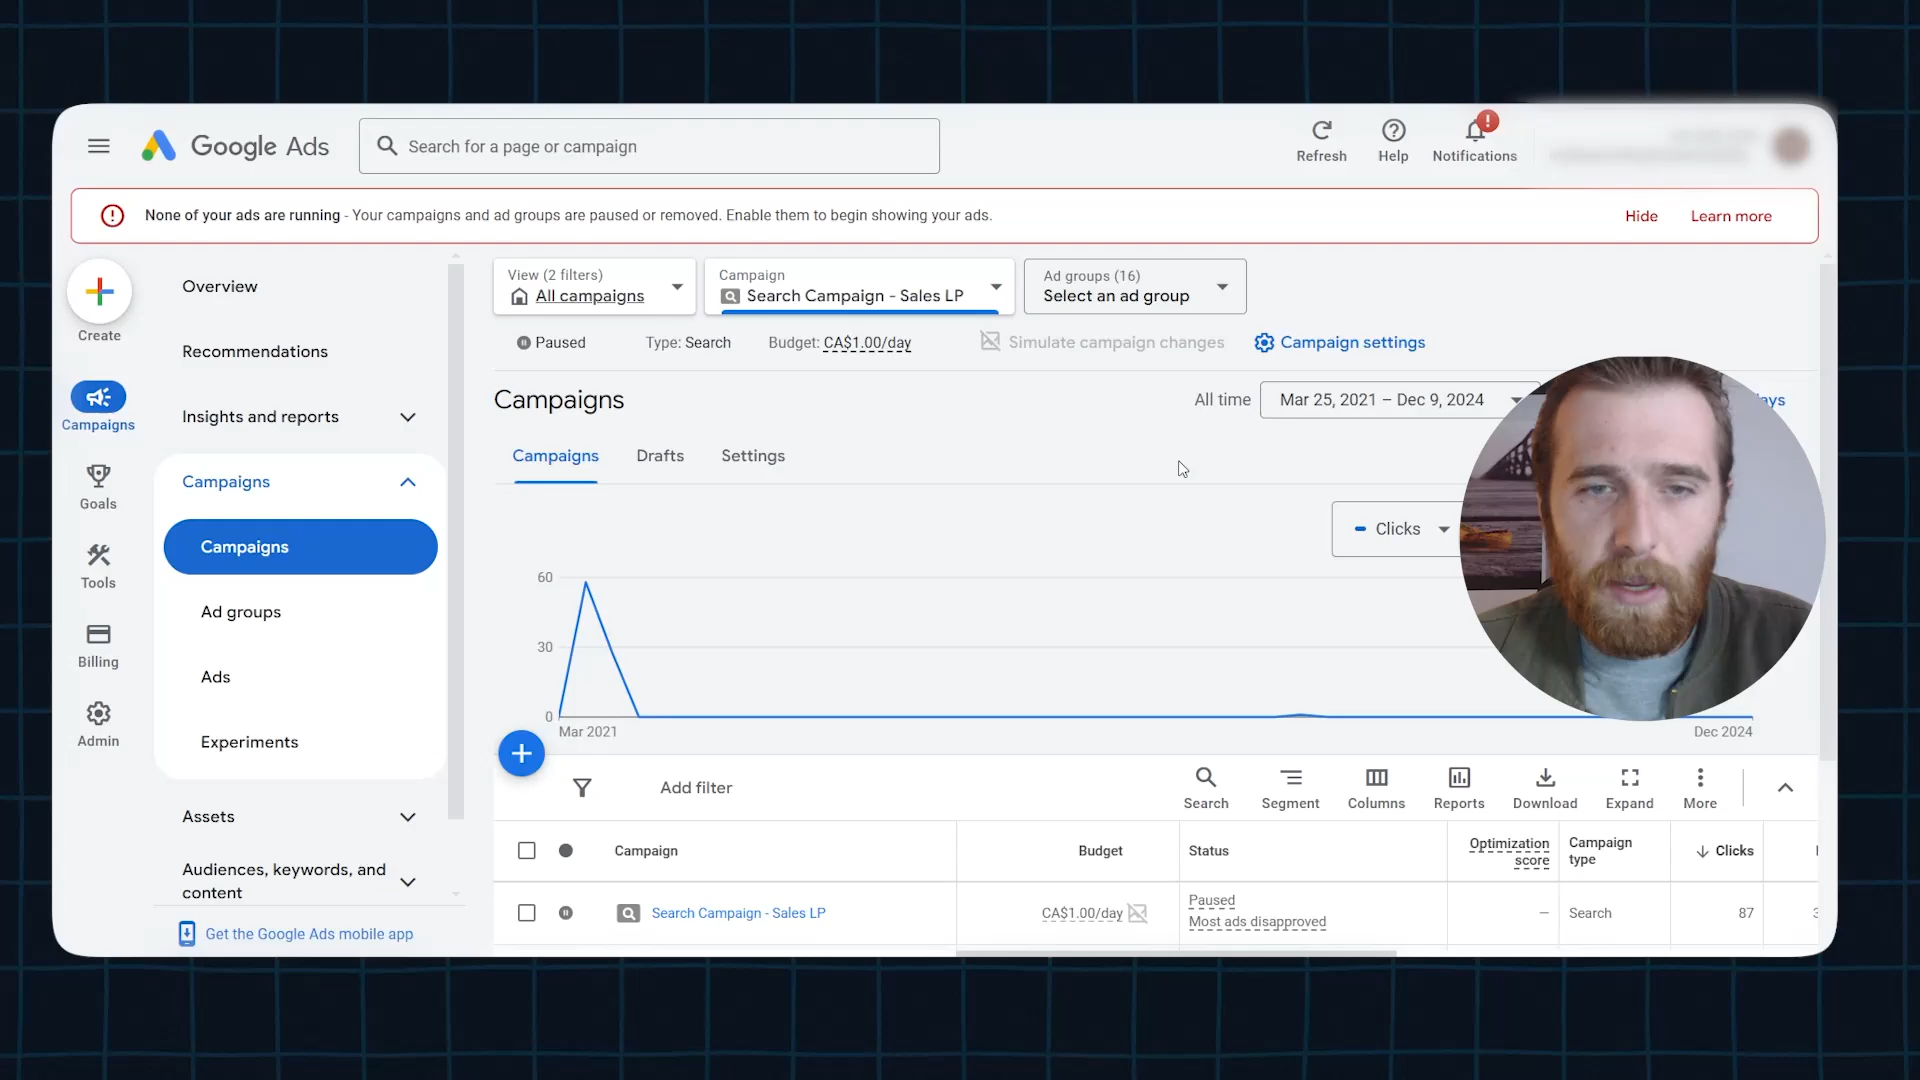 Google Ads
Search for a page or campaign
Refresh
Help
Notifications
None of your ads are running - Your campaigns and ad groups are paused or removed. Enable them to begin showing your ads.
Hide
Learn more
Create
Campaigns
Goals
Tools
Billing
Admin
Overview
Recommendations
Insights and reports
Campaigns
Campaigns
Ad groups
Ads
Experiments
Assets
Audiences, keywords, and
content
Get the Google Ads mobile app
View (2 filters)
All campaigns
Campaign
Search Campaign - Sales LP
Ad groups (16)
Select an ad group
Paused
Type: Search
Budget: CA$1.00/day
Simulate campaign changes
Campaign settings
Campaigns
All time
Mar 25, 2021 – Dec 9, 2024
Campaigns
Drafts
Settings
Clicks
60
30
0
Mar 2021
Dec 2024
Add filter
Search
Segment
Columns
Reports
Download
Expand
More
Campaign
Budget
Status
Optimization
score
Campaign
type
Clicks
Search Campaign - Sales LP
CA$1.00/day
Paused
Most ads disapproved
–
Search
87